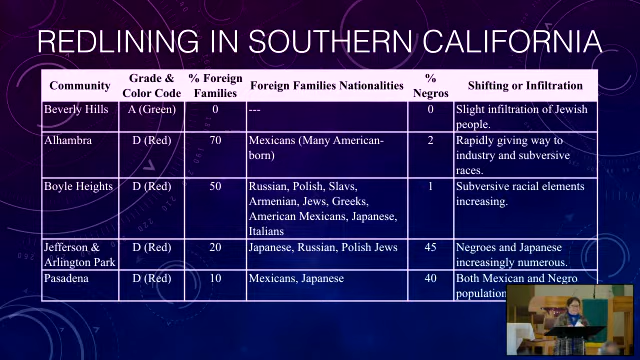 REDLINING IN SOUTHERN CALIFORNIA
Community | Grade & Color Code | % Foreign Families | Foreign Families Nationalities | % Negros | Shifting or Infiltration
Beverly Hills | A (Green) | 0 | --- | 0 | Slight infiltration of Jewish people.
Alhambra | D (Red) | 70 | Mexicans (Many American-born) | 2 | Rapidly giving way to industry and subversive races.
Boyle Heights | D (Red) | 50 | Russian, Polish, Slavs, Armenian, Jews, Greeks, American Mexicans, Japanese, Italians | 1 | Subversive racial elements increasing.
Jefferson & Arlington Park | D (Red) | 20 | Japanese, Russian, Polish Jews | 45 | Negroes and Japanese increasingly numerous.
Pasadena | D (Red) | 10 | Mexicans, Japanese | 40 | Both Mexican and Negro population